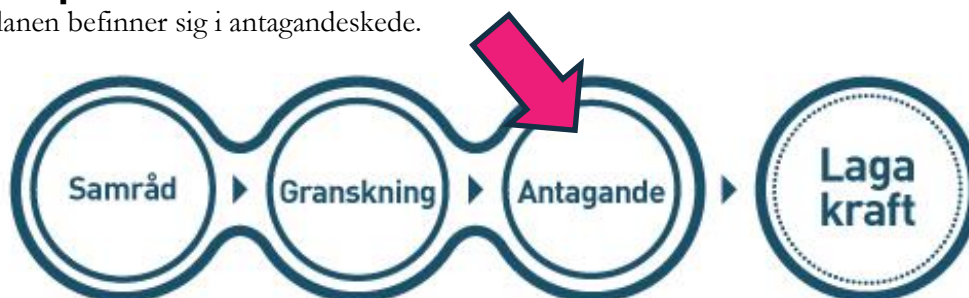 lanen befinner sig i antagandeskede.
Samråd
Granskning
Antagande
Laga
kraft